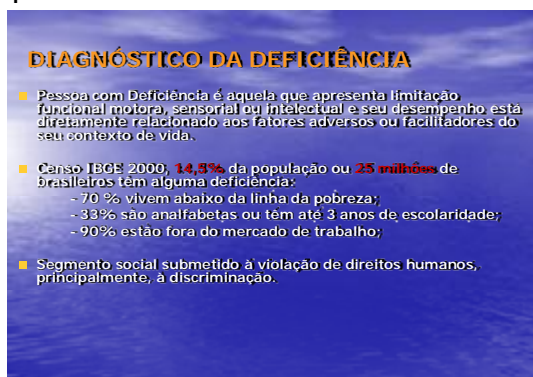 DIAGNÓSTICO DA DEFICIÊNCIA
Pessoa com Deficiência é aquela que apresenta limitação
funcional motora, sensorial ou intelectual e seu desempenho está
diretamente relacionado aos fatores adversos ou facilitadores do
seu contexto de vida.
Censo IBGE 2000, 14,5% da população ou 25 milhões de
brasileiros têm alguma deficiência:
- 70 % vivem abaixo da linha da pobreza;
- 33% são analfabetas ou têm até 3 anos de escolaridade;
- 90% estão fora do mercado de trabalho;
Segmento social submetido à violação de direitos humanos,
principalmente, à discriminação.